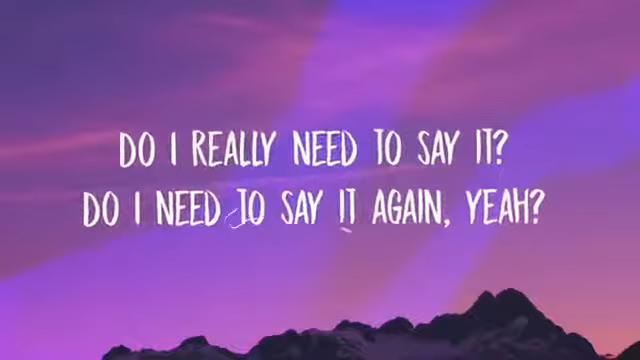 DO I REALLY NEED TO SAY IT?
DO I NEED TO SAY IT AGAIN, YEAH?